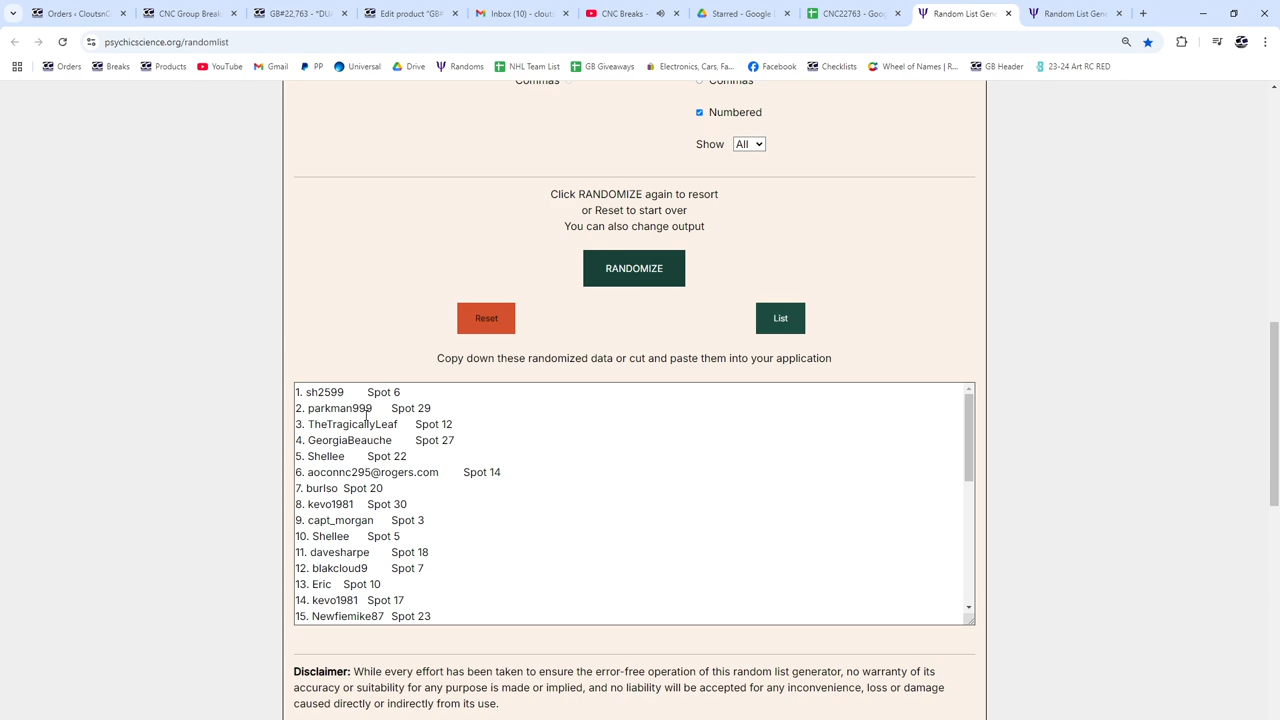 Orders ‹ CloutsnC
CNC Group Break
GB#22,763 - *DIA
Edit product "GB#
Inbox (10) - clouts
CNC Breaks -
Starred - Google
CNC22763 - Goog
Random List Gene
Random List Gene
psychicscience.org/randomlist
Orders
Breaks
Products
YouTube
Gmail
PP
Universal
Drive
Randoms
NHL Team List
GB Giveaways
Electronics, Cars, Fa...
Facebook
Checklists
Wheel of Names | R...
GB Header
23-24 Art RC RED
Commas
Commas
Numbered
Show All
Click RANDOMIZE again to resort
or Reset to start over
You can also change output
RANDOMIZE
Reset
List
Copy down these randomized data or cut and paste them into your application
1. sh2599 Spot 6
2. parkman999 Spot 29
3. TheTragicallyLeaf Spot 12
4. GeorgiaBeauche Spot 27
5. Shellee Spot 22
6. aoconnc295@rogers.com Spot 14
7. burlso Spot 20
8. kevo1981 Spot 30
9. capt_morgan Spot 3
10. Shellee Spot 5
11. davesharpe Spot 18
12. blakcloud9 Spot 7
13. Eric Spot 10
14. kevo1981 Spot 17
15. Newfiemike87 Spot 23
Disclaimer: While every effort has been taken to ensure the error-free operation of this random list generator, no warranty of its
accuracy or suitability for any purpose is made or implied, and no liability will be accepted for any inconvenience, loss or damage
caused directly or indirectly from its use.